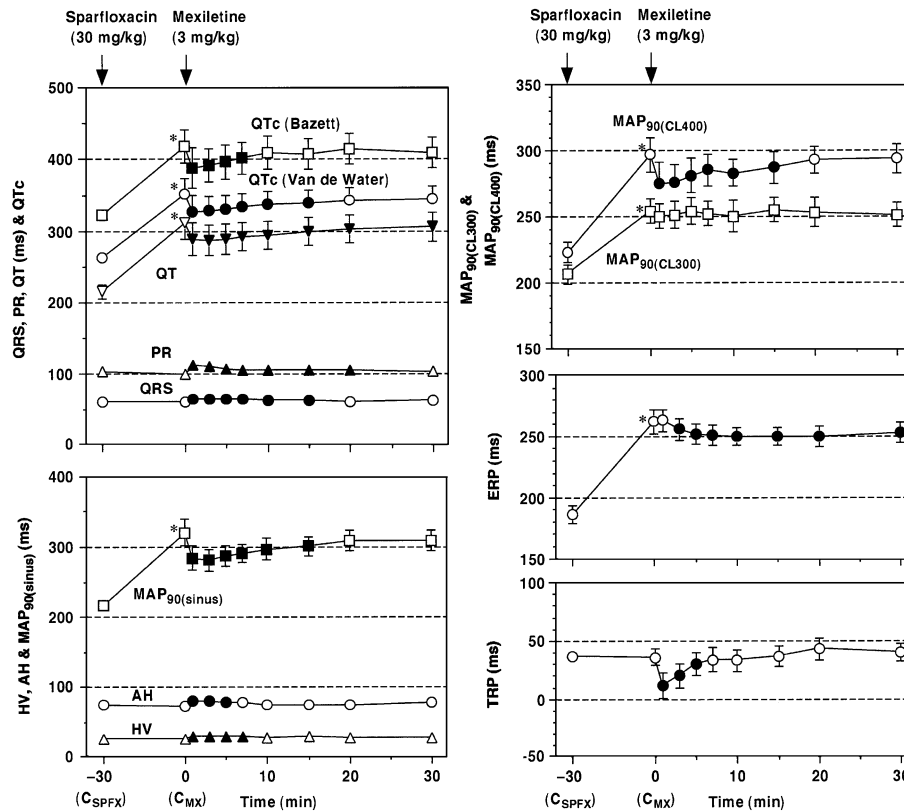 Sparfloxacin
(30 mg/kg)
Mexiletine
(3 mg/kg)
QRS, PR, QT (ms) & QTc
500
400
300
200
100
0
*
*
*
QTc (Bazett)
QTc (Van de Water)
QT
PR
QRS
HV, AH & MAP90(sinus) (ms)
400
300
200
100
0
*
MAP90(sinus)
AH
HV
–30
0
10
20
30
(CSPFX)
(CMX)
Time (min)
Sparfloxacin
(30 mg/kg)
Mexiletine
(3 mg/kg)
MAP90(CL300) &
MAP90(CL400) (ms)
350
300
250
200
150
*
*
MAP90(CL400)
MAP90(CL300)
ERP (ms)
300
250
200
150
*
TRP (ms)
100
50
0
-50
–30
0
10
20
30
(CSPFX)
(CMX)
Time (min)